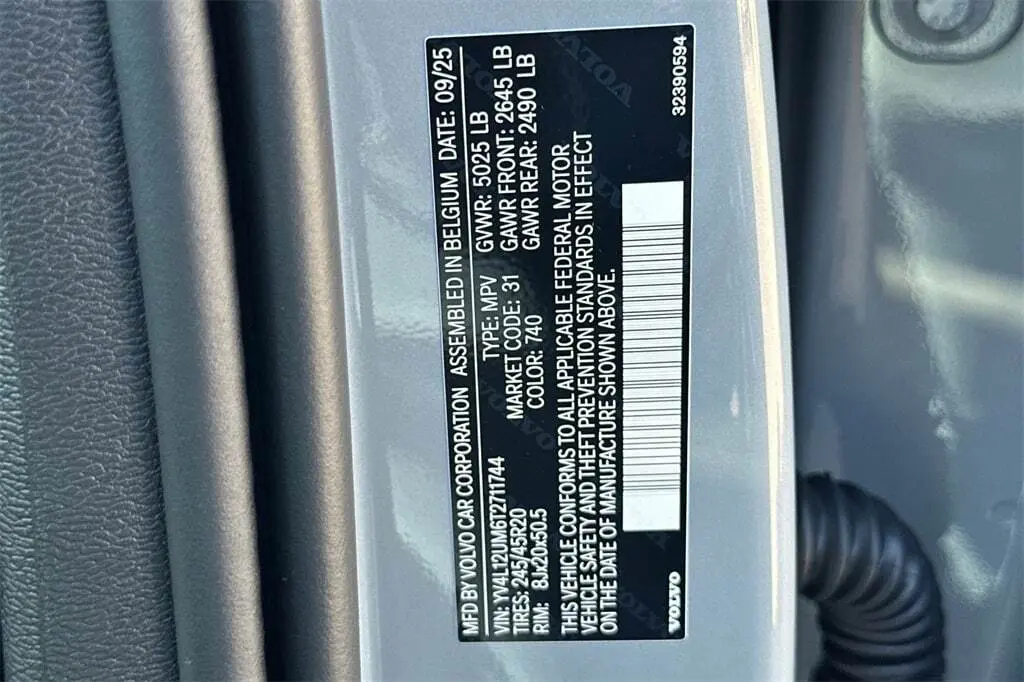 MFD BY VOLVO CAR CORPORATION ASSEMBLED IN BELGIUM DATE: 09/25
VIN: YV4L12UM6T2711744 TYPE: MPV GVWR: 5025 LB
TIRES: 245/45R20 MARKET CODE: 31 GAWR FRONT: 2645 LB
RIM: 8Jx20x50.5 COLOR: 740 GAWR REAR: 2490 LB
THIS VEHICLE CONFORMS TO ALL APPLICABLE FEDERAL MOTOR
VEHICLE SAFETY AND THEFT PREVENTION STANDARDS IN EFFECT
ON THE DATE OF MANUFACTURE SHOWN ABOVE.
VOLVO 32390594